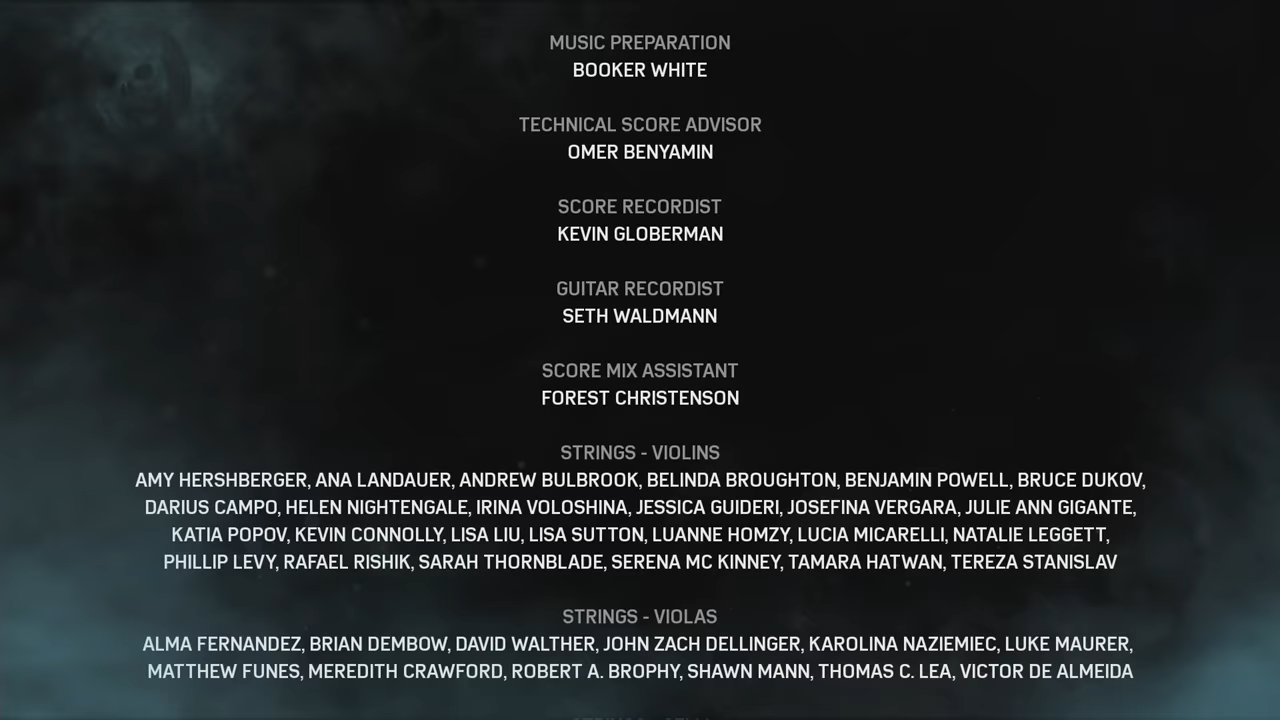 MUSIC PREPARATION
BOOKER WHITE
TECHNICAL SCORE ADVISOR
OMER BENYAMIN
SCORE RECORDIST
KEVIN GLOBERMAN
GUITAR RECORDIST
SETH WALDMANN
SCORE MIX ASSISTANT
FOREST CHRISTENSON
STRINGS - VIOLINS
AMY HERSHBERGER, ANA LANDAUER, ANDREW BULBROOK, BELINDA BROUGHTON, BENJAMIN POWELL, BRUCE DUKOV,
DARIUS CAMPO, HELEN NIGHTENGALE, IRINA VOLOSHINA, JESSICA GUIDERI, JOSEFINA VERGARA, JULIE ANN GIGANTE,
KATIA POPOV, KEVIN CONNOLLY, LISA LIU, LISA SUTTON, LUANNE HOMZY, LUCIA MICARELLI, NATALIE LEGGETT,
PHILLIP LEVY, RAFAEL RISHIK, SARAH THORNBLADE, SERENA MC KINNEY, TAMARA HATWAN, TEREZA STANISLAV
STRINGS - VIOLAS
ALMA FERNANDEZ, BRIAN DEMBOW, DAVID WALTHER, JOHN ZACH DELLINGER, KAROLINA NAZIEMIEC, LUKE MAURER,
MATTHEW FUNES, MEREDITH CRAWFORD, ROBERT A. BROPHY, SHAWN MANN, THOMAS C. LEA, VICTOR DE ALMEIDA